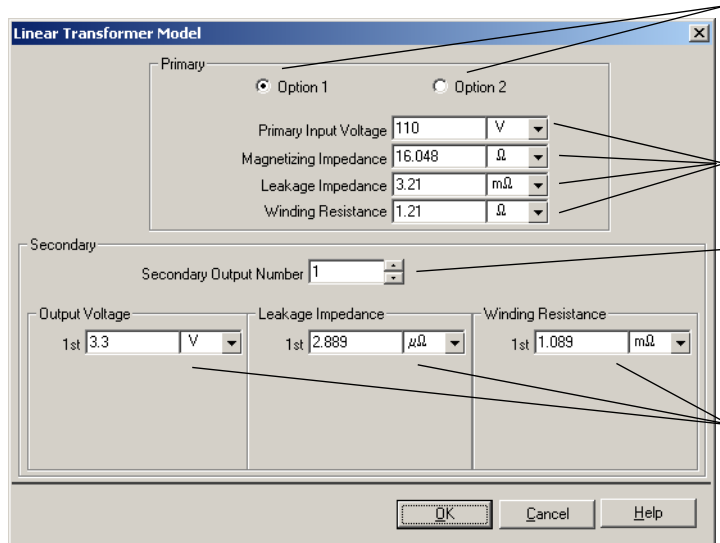 Linear Transformer Model
Primary
Option 1 Option 2
Primary Input Voltage 110 V
Magnetizing Impedance 16.048 Ω
Leakage Impedance 3.21 mΩ
Winding Resistance 1.21 Ω
Secondary
Secondary Output Number 1
Output Voltage Leakage Impedance Winding Resistance
1st 3.3 V 1st 2.889 μΩ 1st 1.089 mΩ
OK Cancel Help